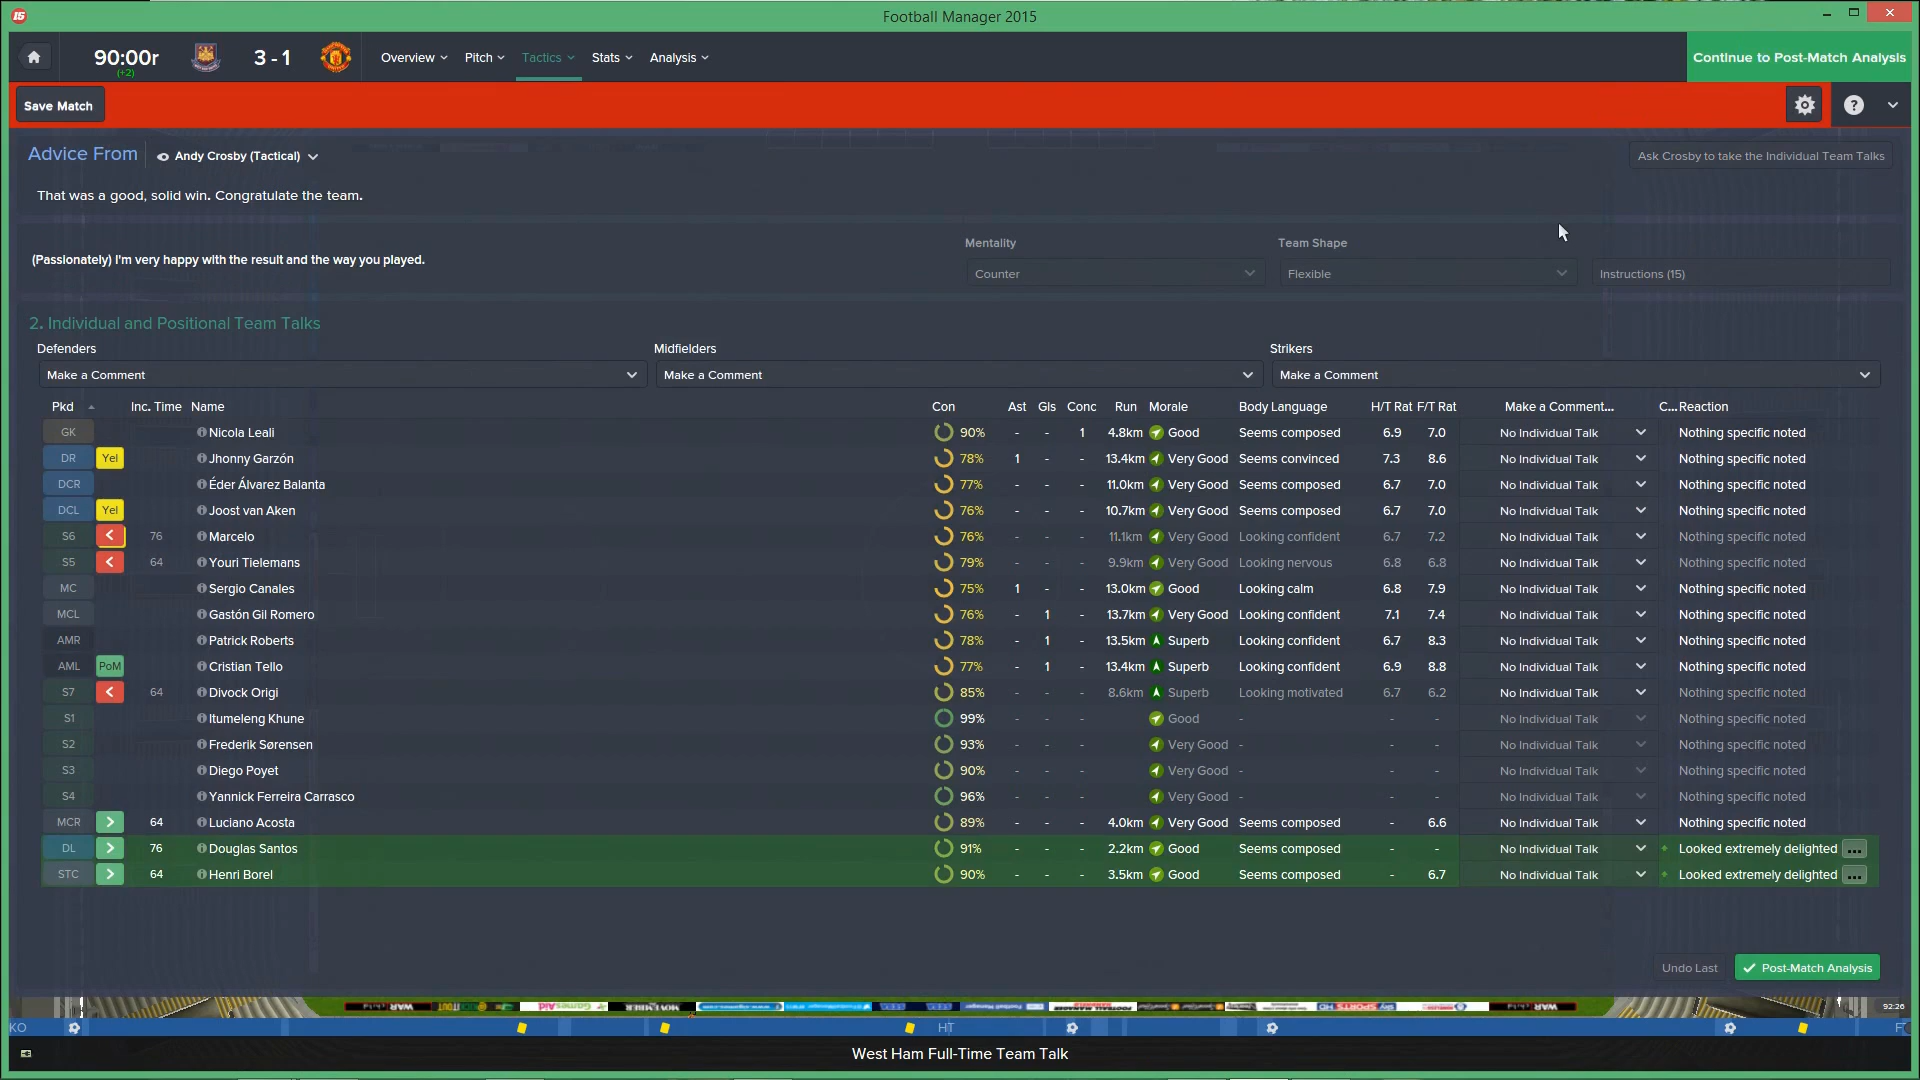 Football Manager 2015
90:00r
(+2)
3 - 1
Overview
Pitch
Tactics
Stats
Analysis
Continue to Post-Match Analysis
Save Match
?
Advice From
Andy Crosby (Tactical)
Ask Crosby to take the Individual Team Talks
That was a good, solid win. Congratulate the team.
Mentality
Team Shape
(Passionately) I'm very happy with the result and the way you played.
Counter
Flexible
Instructions (15)
2. Individual and Positional Team Talks
Defenders
Midfielders
Strikers
Make a Comment
Make a Comment
Make a Comment
Pkd Inc. Time Name Con Ast Gls Conc Run Morale Body Language H/T Rat F/T Rat Make a Comment... C... Reaction
GK Nicola Leali 90% - - 1 4.8km Good Seems composed 6.9 7.0 No Individual Talk Nothing specific noted
DR Yel Jhonny Garzón 78% 1 - - 13.4km Very Good Seems convinced 7.3 8.6 No Individual Talk Nothing specific noted
DCR Éder Álvarez Balanta 77% - - - 11.0km Very Good Seems composed 6.7 7.0 No Individual Talk Nothing specific noted
DCL Yel Joost van Aken 76% - - - 10.7km Very Good Seems composed 6.7 7.0 No Individual Talk Nothing specific noted
S6 76 Marcelo 76% - - - 11.1km Very Good Looking confident 6.7 7.2 No Individual Talk Nothing specific noted
S5 64 Youri Tielemans 79% - - - 9.9km Very Good Looking nervous 6.8 6.8 No Individual Talk Nothing specific noted
MC Sergio Canales 75% 1 - - 13.0km Good Looking calm 6.8 7.9 No Individual Talk Nothing specific noted
MCL Gastón Gil Romero 76% - 1 - 13.7km Very Good Looking confident 7.1 7.4 No Individual Talk Nothing specific noted
AMR Patrick Roberts 78% - 1 - 13.5km Superb Looking confident 6.7 8.3 No Individual Talk Nothing specific noted
AML PoM Cristian Tello 77% - 1 - 13.4km Superb Looking confident 6.9 8.8 No Individual Talk Nothing specific noted
S7 64 Divock Origi 85% - - - 8.6km Superb Looking motivated 6.7 6.2 No Individual Talk Nothing specific noted
S1 Itumeleng Khune 99% - - - Good - - - No Individual Talk Nothing specific noted
S2 Frederik Sørensen 93% - - - Very Good - - - No Individual Talk Nothing specific noted
S3 Diego Poyet 90% - - - Very Good - - - No Individual Talk Nothing specific noted
S4 Yannick Ferreira Carrasco 96% - - - Very Good - - - No Individual Talk Nothing specific noted
MCR 64 Luciano Acosta 89% - - - 4.0km Very Good Seems composed - 6.6 No Individual Talk Nothing specific noted
DL 76 Douglas Santos 91% - - - 2.2km Good Seems composed - - No Individual Talk Looked extremely delighted ...
STC 64 Henri Borel 90% - - - 3.5km Good Seems composed - 6.7 No Individual Talk Looked extremely delighted ...
Undo Last
Post-Match Analysis
92:26
KO
HT
West Ham Full-Time Team Talk